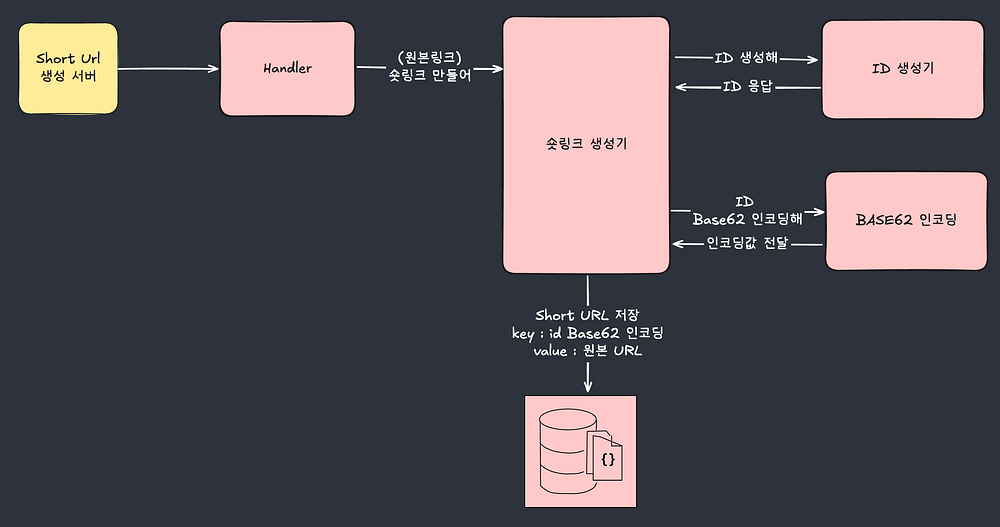 Short Url
생성 서버
Handler
(원본링크)
숏링크 만들어
숏링크 생성기
ID 생성해
ID 응답
ID 생성기
ID
Base62 인코딩해
인코딩값 전달
BASE62 인코딩
Short URL 저장
key : id Base62 인코딩
value : 원본 URL
{}